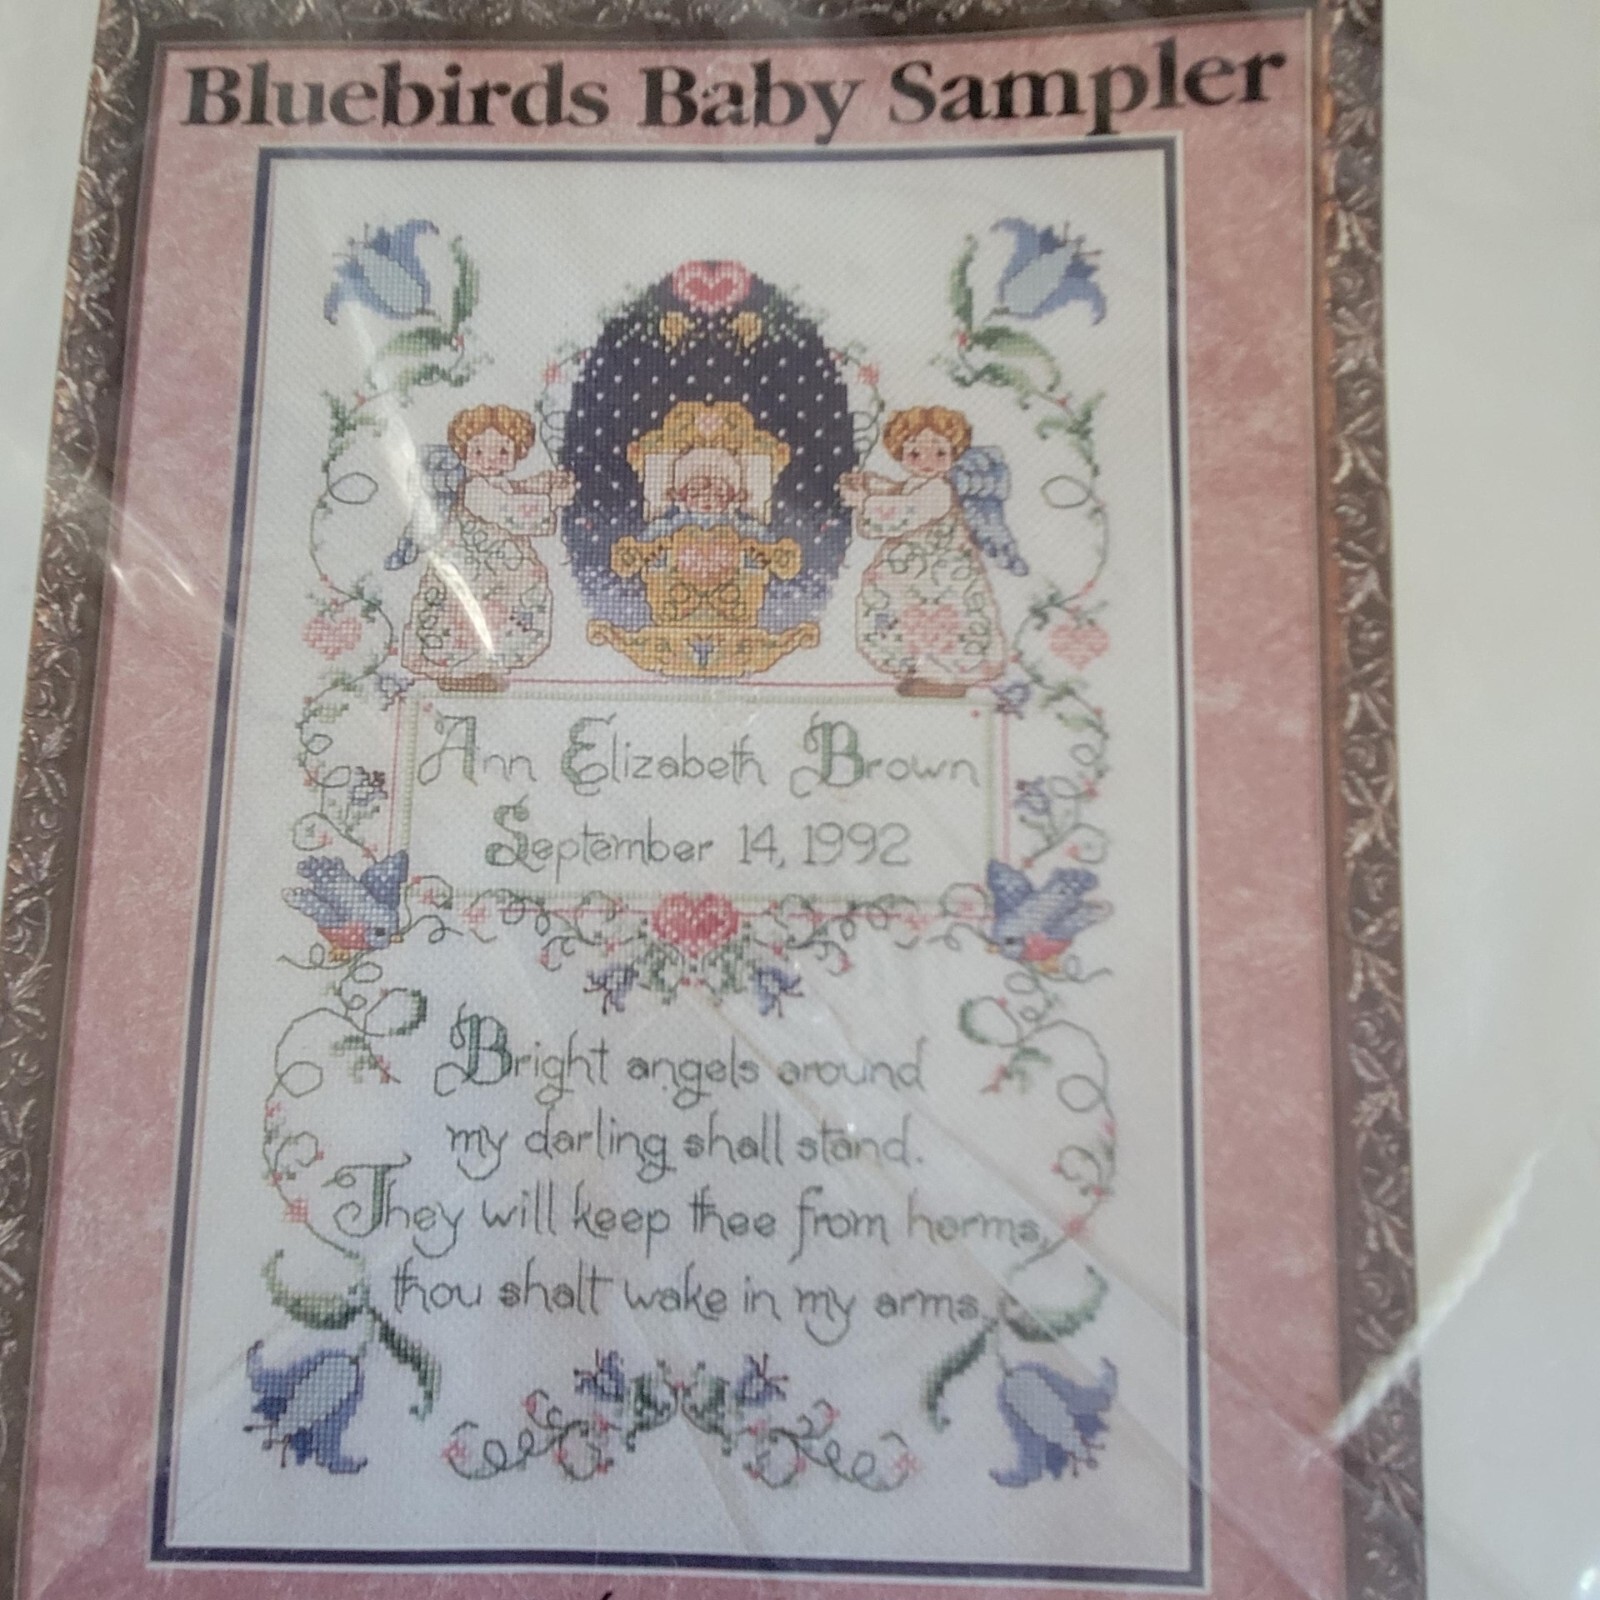 Bluebirds Baby Sampler
Ann Elizabeth Brown
September 14, 1992
Bright angels around
my darling shall stand.
They will keep thee from harms,
thou shalt wake in my arms.